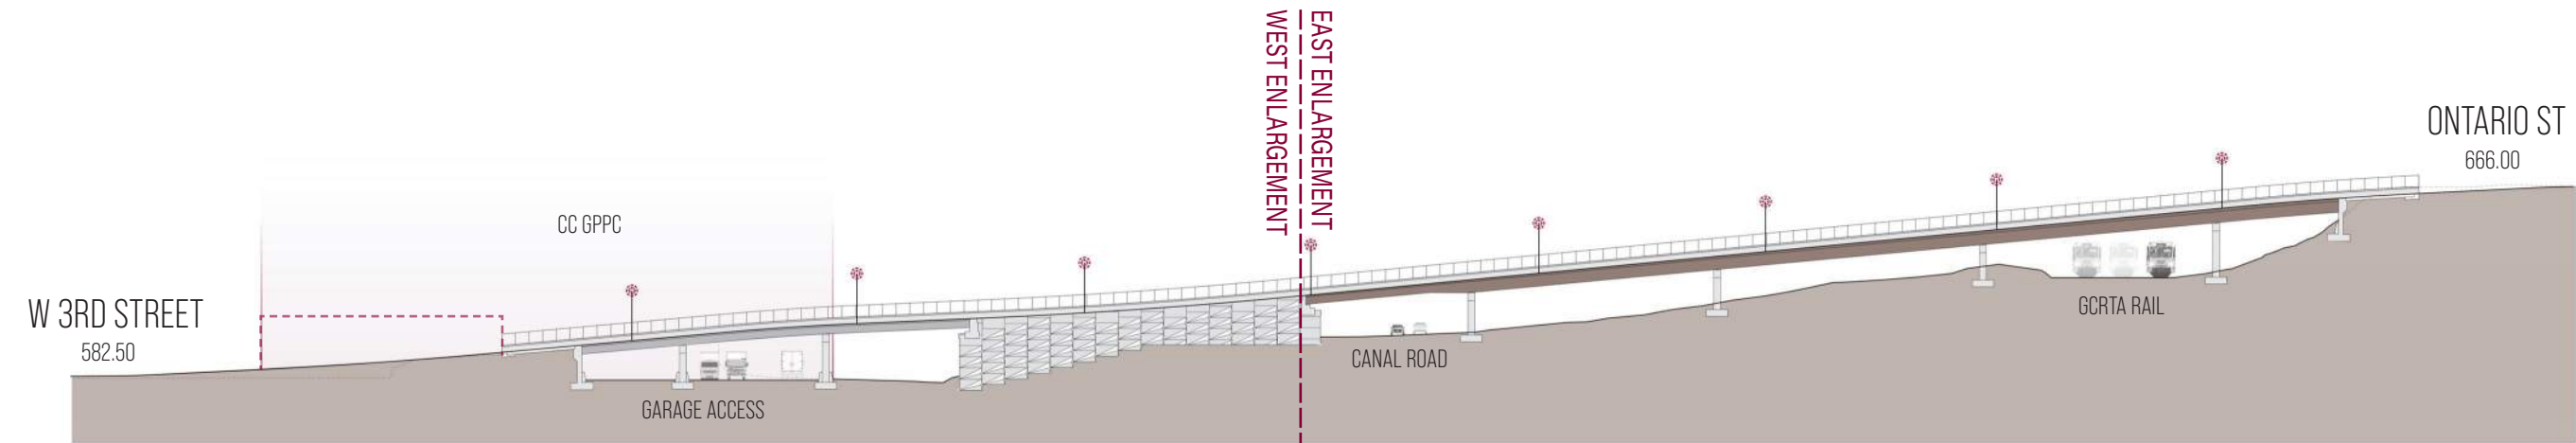 WEST ENLARGEMENT
EAST ENLARGEMENT
ONTARIO ST
666.00
CC GPPC
W 3RD STREET
582.50
GCRTA RAIL
CANAL ROAD
GARAGE ACCESS